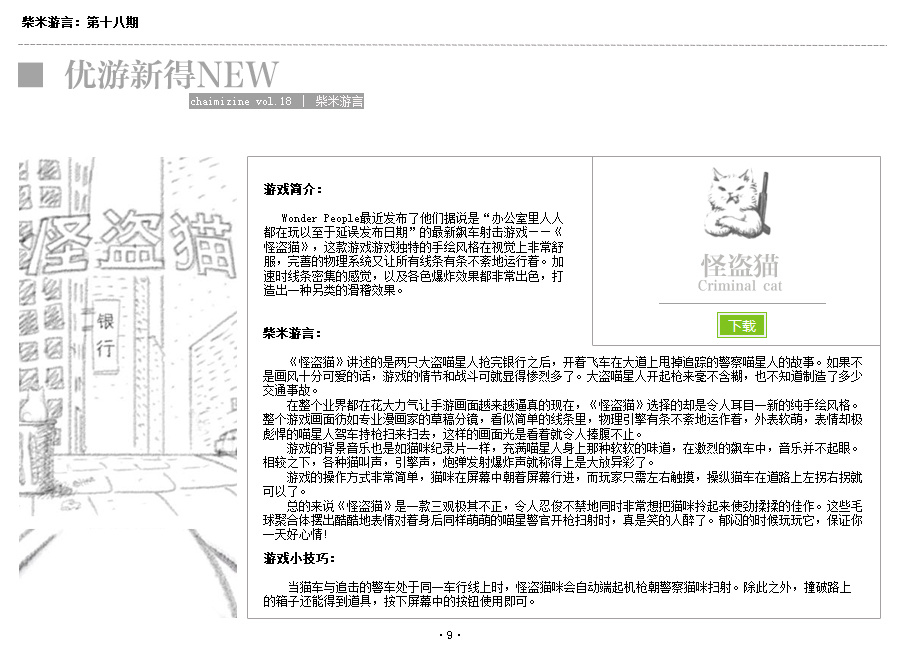 柴米游言：第十八期
优游新得NEW
chaimizine vol.18 ｜ 柴米游言
怪盗猫
银
行
游戏简介：
Wonder People最近发布了他们据说是“办公室里人人
都在玩以至于延误发布日期”的最新飙车射击游戏——《
怪盗猫》，这款游戏游戏独特的手绘风格在视觉上非常舒
服，完善的物理系统又让所有线条有条不紊地运行着。加
速时线条密集的感觉，以及各色爆炸效果都非常出色，打
造出一种另类的滑稽效果。
怪盗猫
Criminal cat
下载
柴米游言：
《怪盗猫》讲述的是两只大盗喵星人抢完银行之后，开着飞车在大道上甩掉追踪的警察喵星人的故事。如果不
是画风十分可爱的话，游戏的情节和战斗可就显得惨烈多了。大盗喵星人开起枪来毫不含糊，也不知道制造了多少
交通事故。
在整个业界都在花大力气让手游画面越来越逼真的现在，《怪盗猫》选择的却是令人耳目一新的纯手绘风格。
整个游戏画面仿如专业漫画家的草稿分镜，看似简单的线条里，物理引擎有条不紊地运作着，外表软萌，表情却极
彪悍的喵星人驾车持枪扫来扫去，这样的画面光是看着就令人捧腹不止。
游戏的背景音乐也是如猫咪纪录片一样，充满喵星人身上那种软软的味道，在激烈的飙车中，音乐并不起眼。
相较之下，各种猫叫声，引擎声，炮弹发射爆炸声就称得上是大放异彩了。
游戏的操作方式非常简单，猫咪在屏幕中朝着屏幕行进，而玩家只需左右触摸，操纵猫车在道路上左拐右拐就
可以了。
总的来说《怪盗猫》是一款三观极其不正，令人忍俊不禁地同时非常想把猫咪拎起来使劲揉揉的佳作。这些毛
球聚合体摆出酷酷地表情对着身后同样萌萌的喵星警官开枪扫射时，真是笑的人醉了。郁闷的时候玩玩它，保证你
一天好心情！
游戏小技巧：
当猫车与追击的警车处于同一车行线上时，怪盗猫咪会自动端起机枪朝警察猫咪扫射。除此之外，撞破路上
的箱子还能得到道具，按下屏幕中的按钮使用即可。
·9·